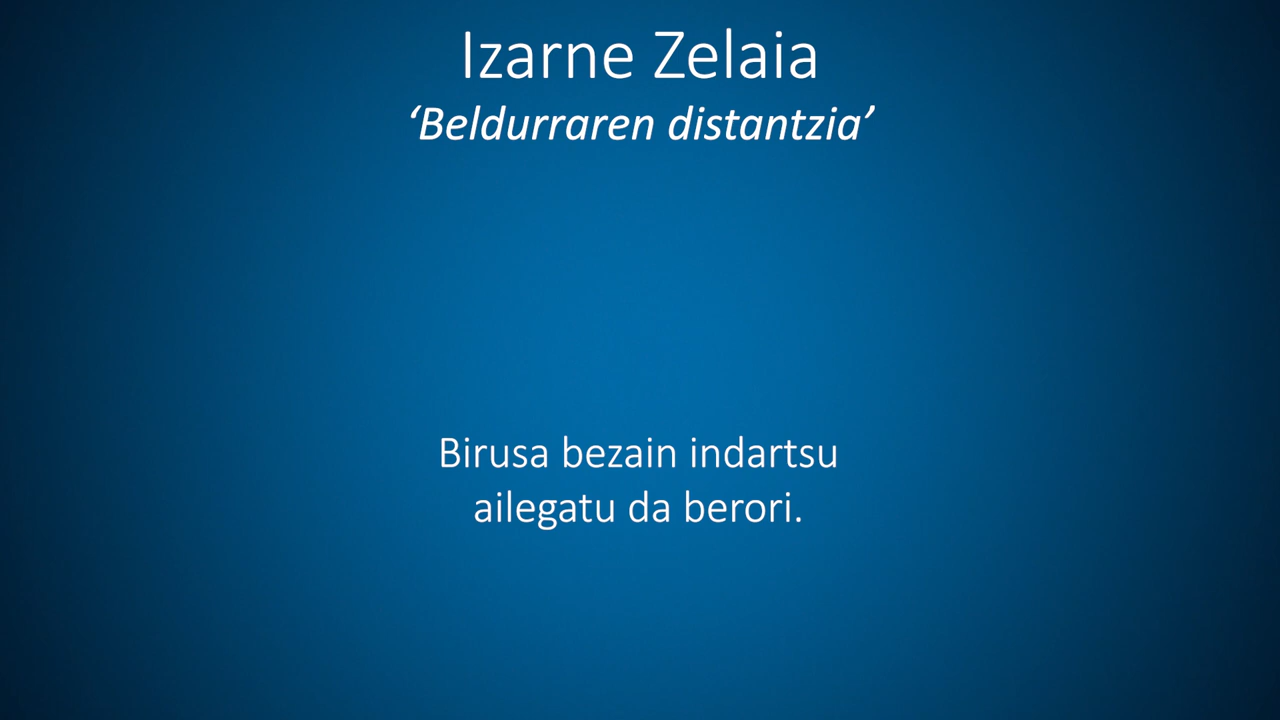 Izarne Zelaia
‘Beldurraren distantzia’
Birusa bezain indartsu
ailegatu da berori.